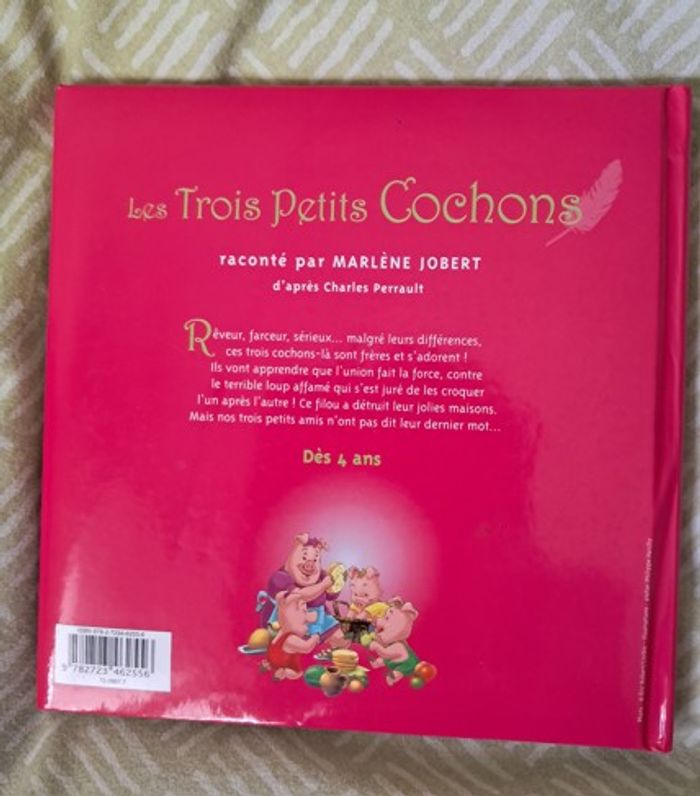 Les Trois Petits Cochons
raconté par MARLÈNE JOBERT
d'après Charles Perrault
Rêveur, farceur, sérieux... malgré leurs différences,
ces trois cochons-là sont frères et s'adorent !
Ils vont apprendre que l'union fait la force, contre
le terrible loup affamé qui s'est juré de les croquer
l'un après l'autre ! Ce filou a détruit leur jolies maisons.
Mais nos trois petits amis n'ont pas dit leur dernier mot...
Dès 4 ans
9 782723 462556